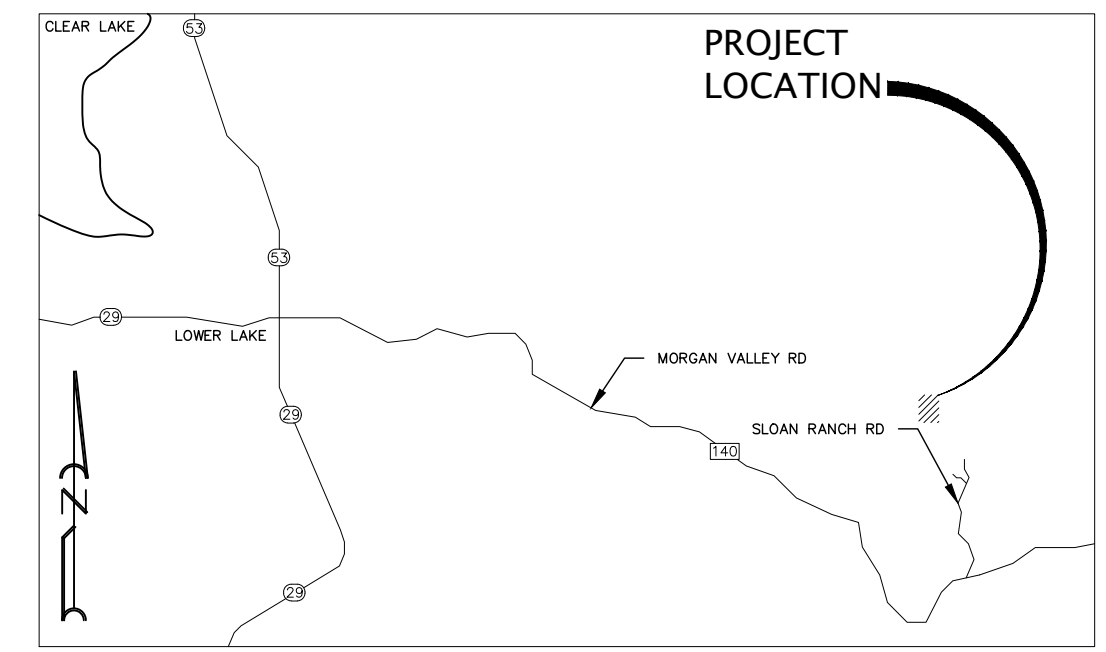 CLEAR LAKE
53
PROJECT
LOCATION
53
29
LOWER LAKE
MORGAN VALLEY RD
29
SLOAN RANCH RD
140
N
29